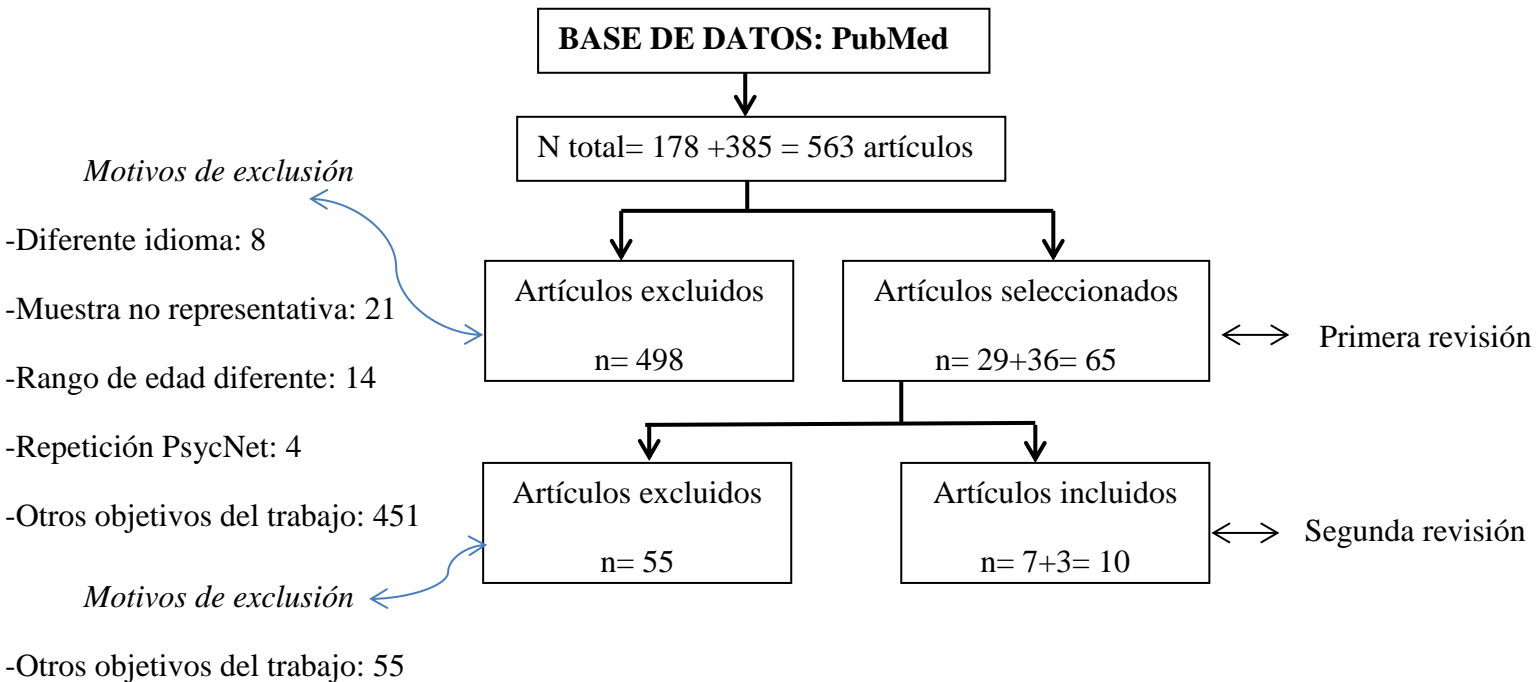 BASE DE DATOS: PubMed
N total= 178 +385 = 563 artículos
Motivos de exclusión
-Diferente idioma: 8
-Muestra no representativa: 21
-Rango de edad diferente: 14
-Repetición PsycNet: 4
-Otros objetivos del trabajo: 451
Artículos excluidos
n= 498
Artículos seleccionados
n= 29+36= 65
Primera revisión
Motivos de exclusión
-Otros objetivos del trabajo: 55
Artículos excluidos
n= 55
Artículos incluidos
n= 7+3= 10
Segunda revisión